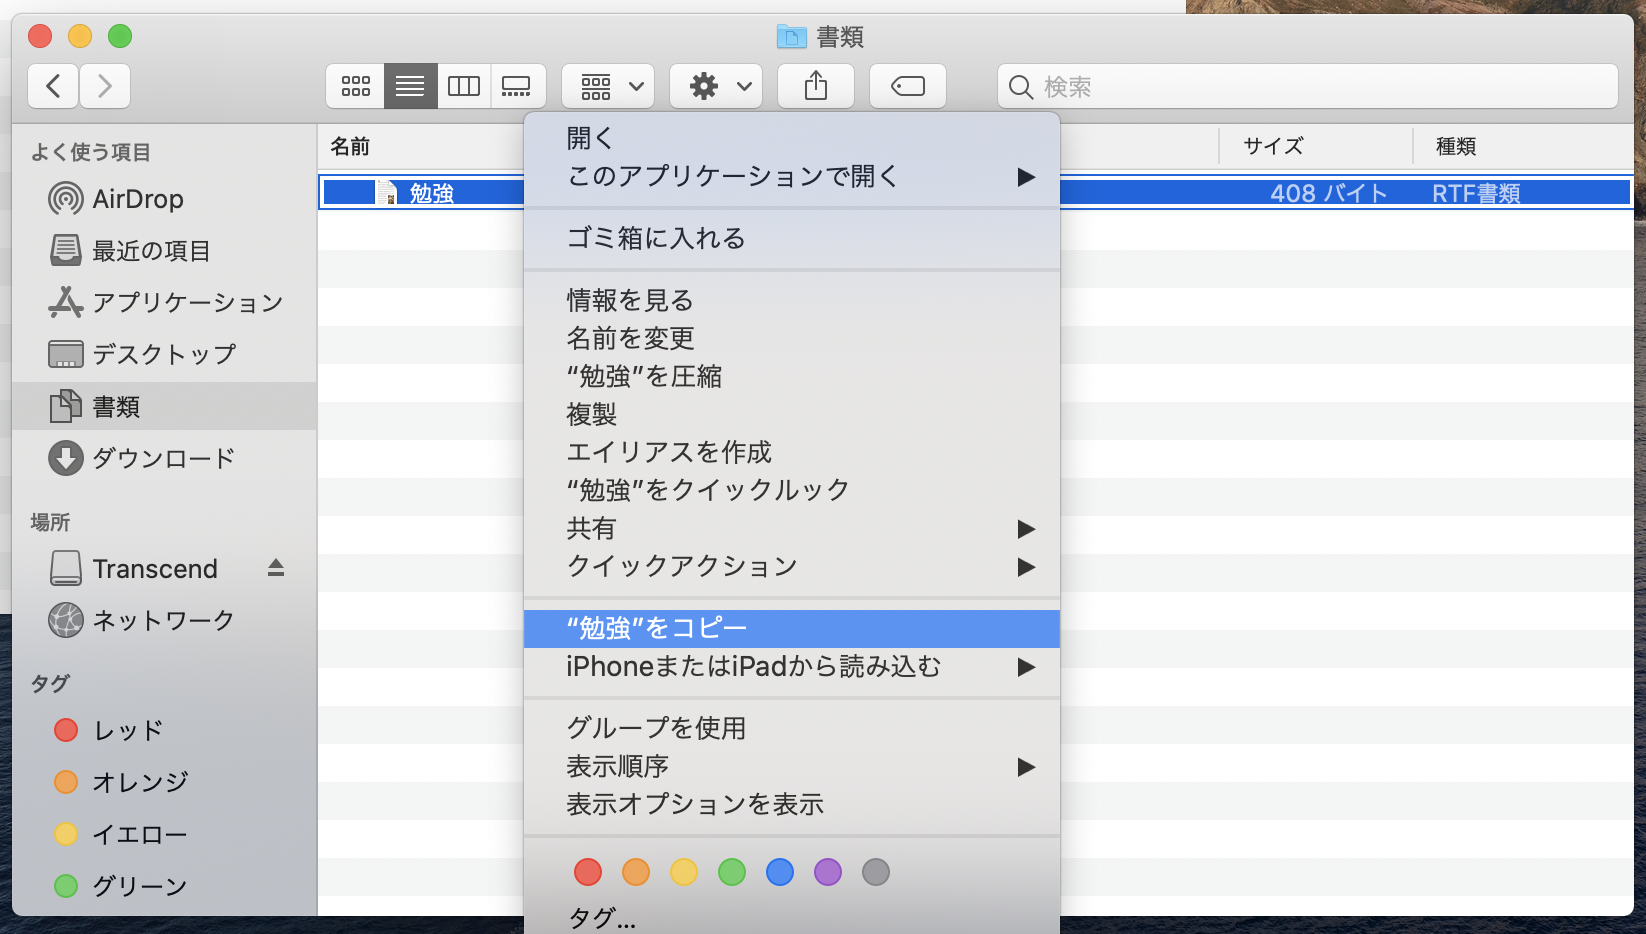 書類
検索
よく使う項目
AirDrop
最近の項目
アプリケーション
デスクトップ
書類
ダウンロード
場所
Transcend
ネットワーク
タグ
レッド
オレンジ
イエロー
グリーン
名前
サイズ
種類
勉強
408 バイト
RTF書類
開く
このアプリケーションで開く
ゴミ箱に入れる
情報を見る
名前を変更
“勉強”を圧縮
複製
エイリアスを作成
“勉強”をクイックルック
共有
クイックアクション
“勉強”をコピー
iPhoneまたはiPadから読み込む
グループを使用
表示順序
表示オプションを表示
タグ...